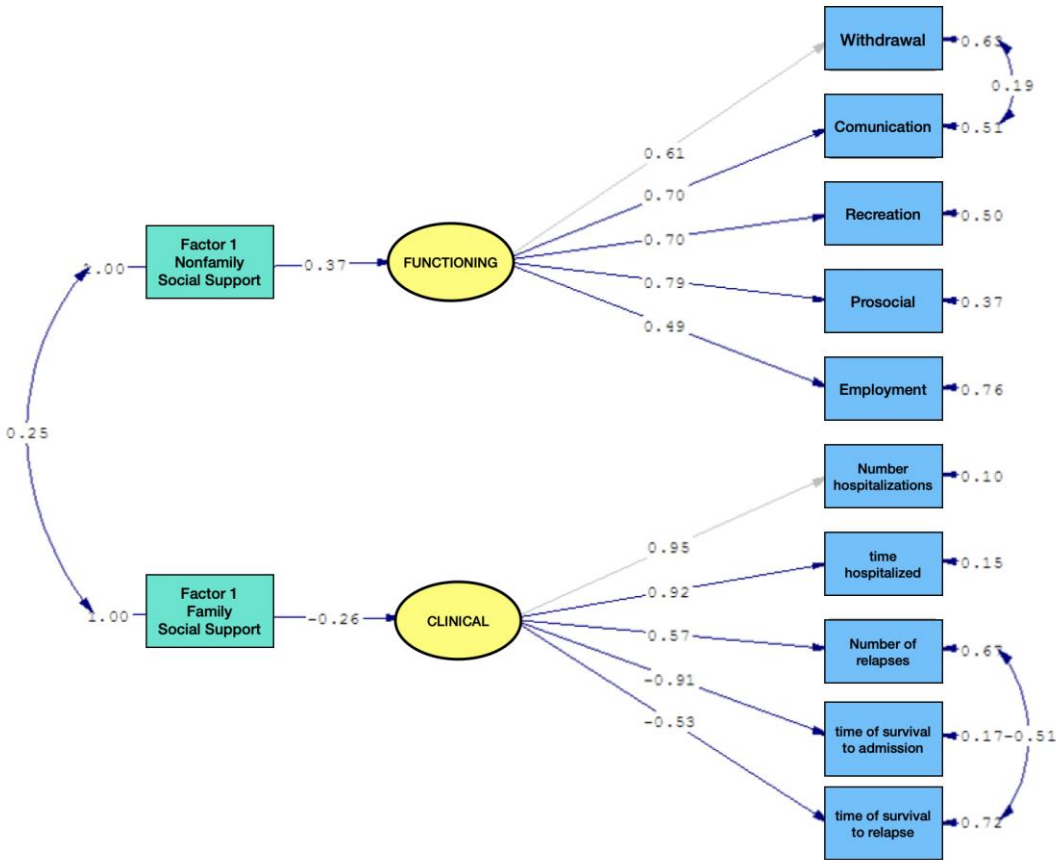 Withdrawal
0.63
0.19
Comunication
0.51
0.61
0.70
Recreation
0.50
0.70
Factor 1
Nonfamily
Social Support
1.00
0.37
FUNCTIONING
0.79
Prosocial
0.37
0.49
Employment
0.76
0.25
Number
hospitalizations
0.10
0.95
time
hospitalized
0.15
0.92
Factor 1
Family
Social Support
1.00
-0.26
CLINICAL
0.57
Number of
relapses
0.67
-0.91
-0.53
time of survival
to admission
0.17
-0.51
time of survival
to relapse
0.72